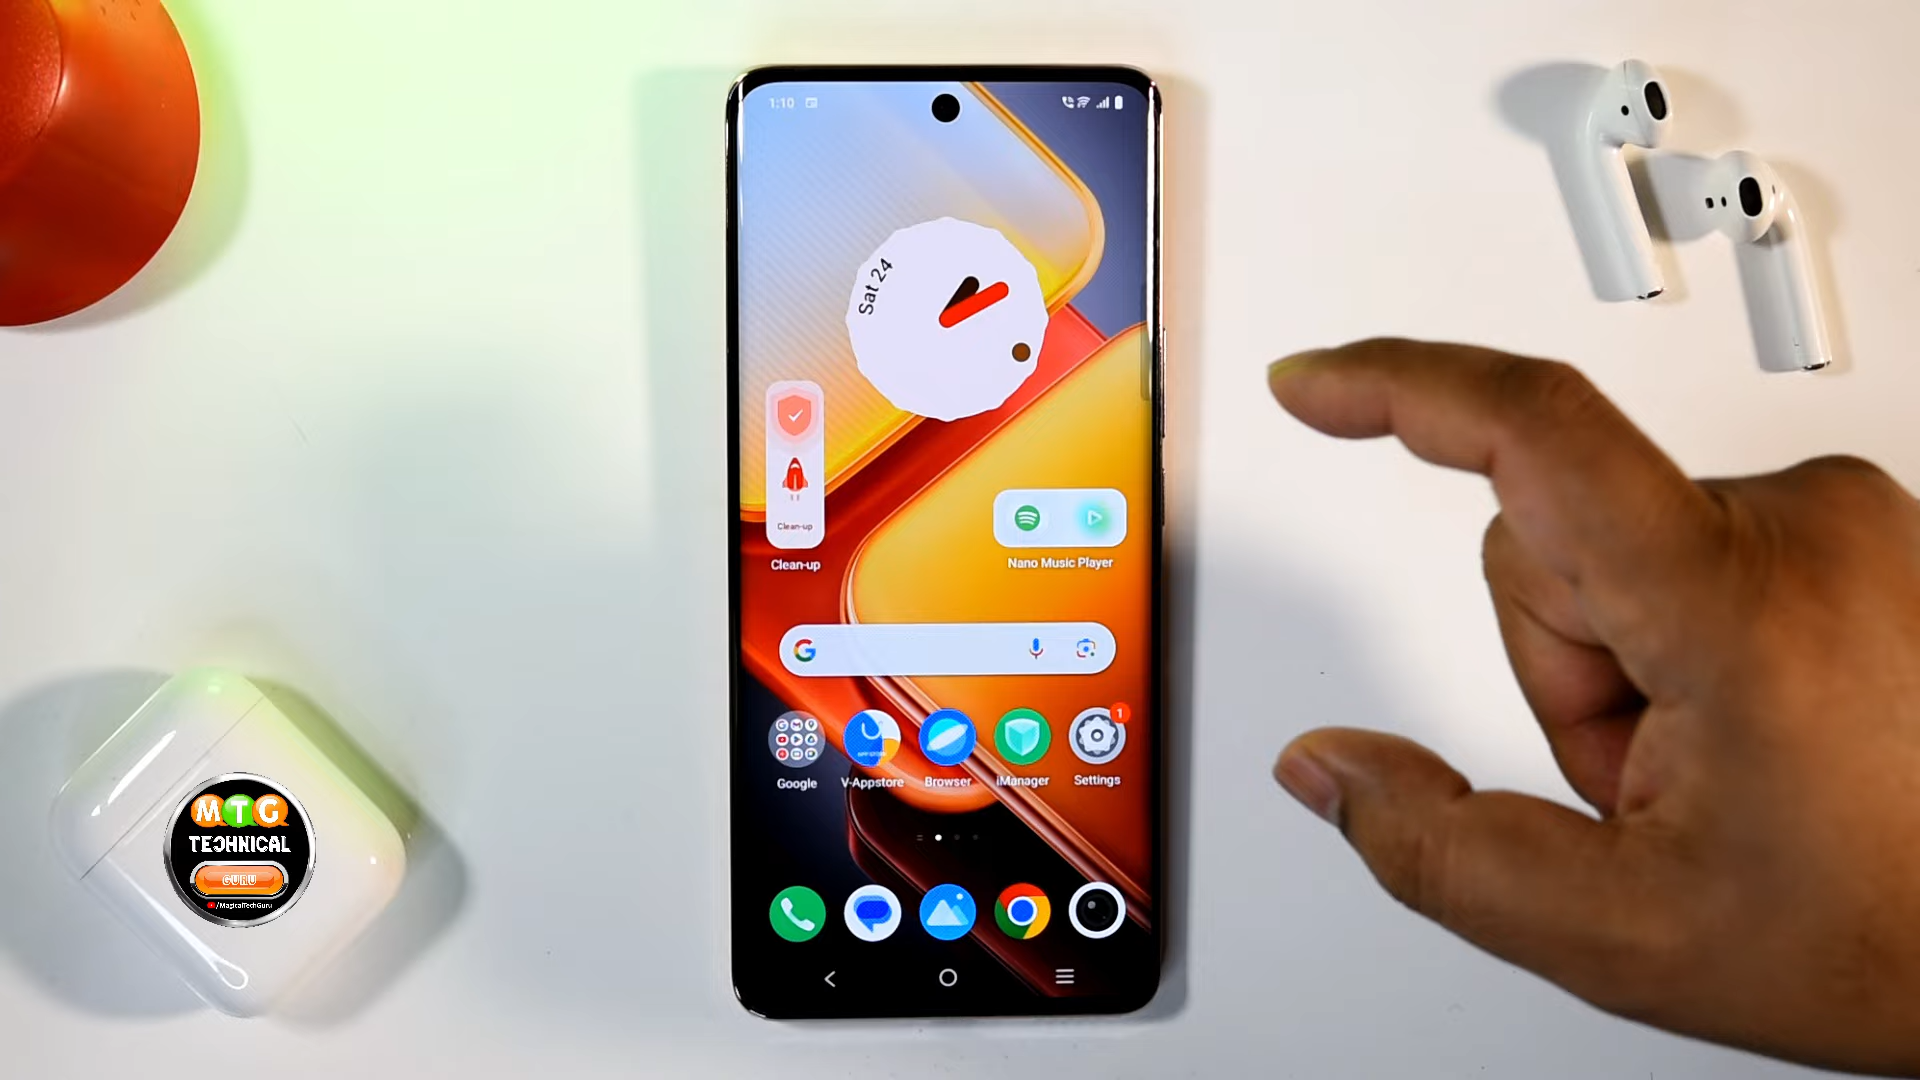 1:10
Sat 24
Clean-up
Clean-up
Nano Music Player
1
Google
V-Appstore
Browser
iManager
Settings
MTG
TECHNICAL
GURU
/MagicalTechGuru